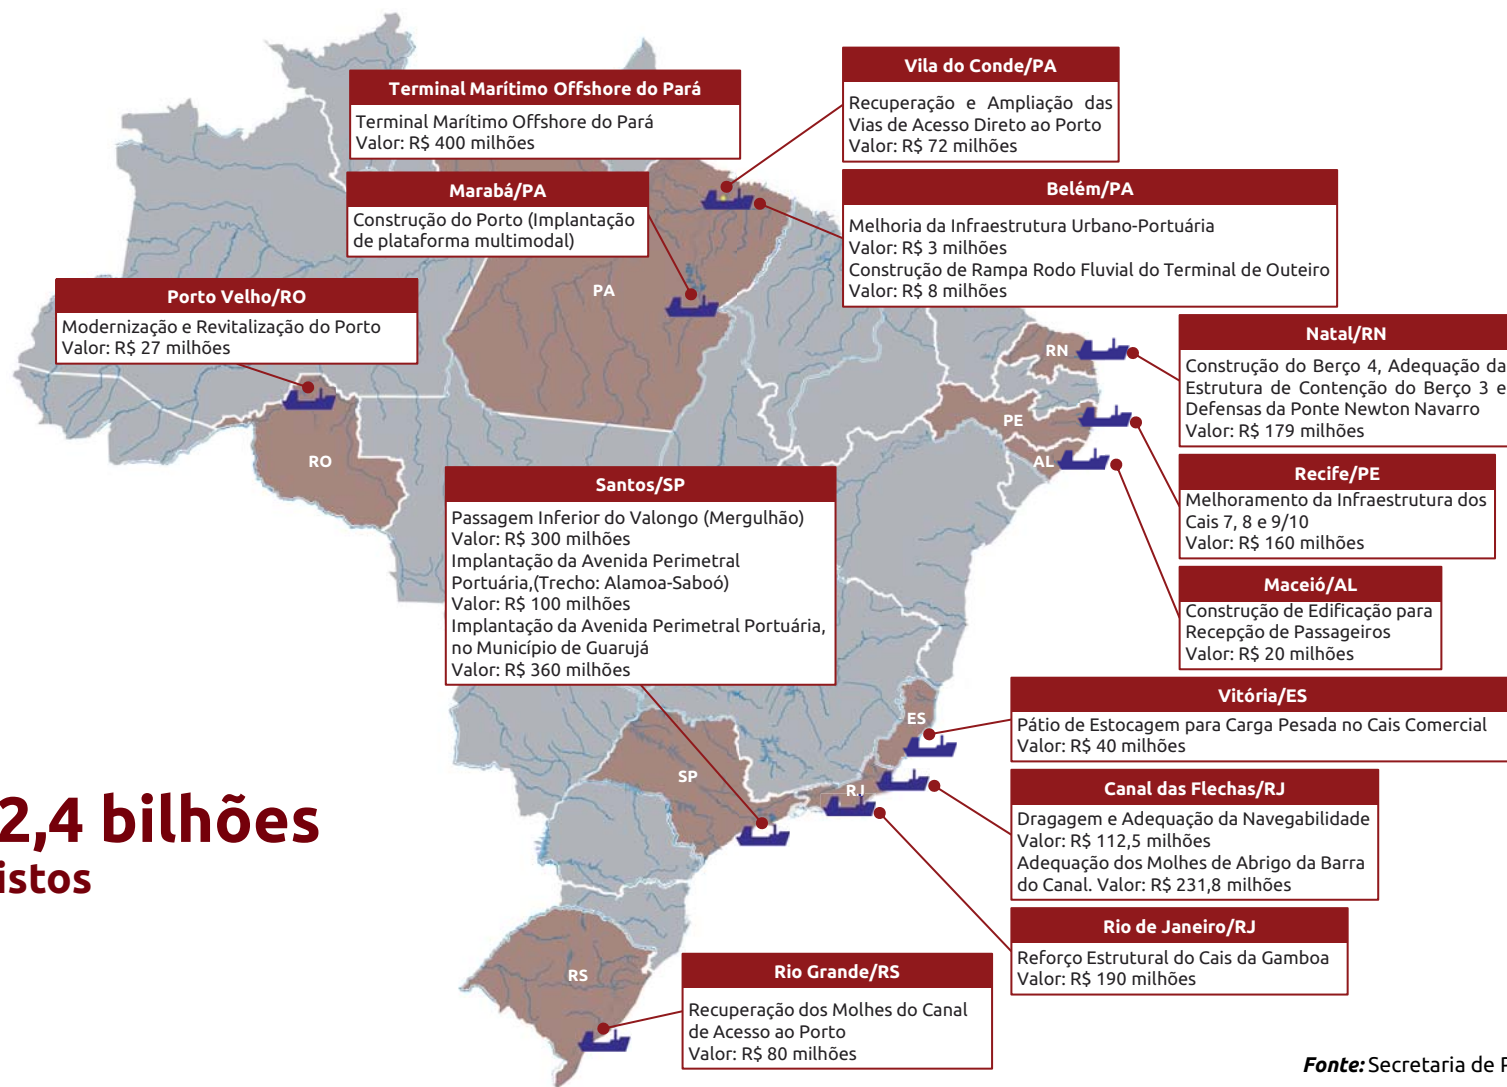 Terminal Marítimo Offshore do Pará
Terminal Marítimo Offshore do Pará
Valor: R$ 400 milhões
Vila do Conde/PA
Recuperação e Ampliação das
Vias de Acesso Direto ao Porto
Valor: R$ 72 milhões
Marabá/PA
Construção do Porto (Implantação
de plataforma multimodal)
Belém/PA
Melhoria da Infraestrutura Urbano-Portuária
Valor: R$ 3 milhões
Construção de Rampa Rodo Fluvial do Terminal de Outeiro
Valor: R$ 8 milhões
Porto Velho/RO
Modernização e Revitalização do Porto
Valor: R$ 27 milhões
PA
Natal/RN
Construção do Berço 4, Adequação da
Estrutura de Contenção do Berço 3 e
Defensas da Ponte Newton Navarro
Valor: R$ 179 milhões
RN
PE
AL
RO
Recife/PE
Melhoramento da Infraestrutura dos
Cais 7, 8 e 9/10
Valor: R$ 160 milhões
Santos/SP
Passagem Inferior do Valongo (Mergulhão)
Valor: R$ 300 milhões
Implantação da Avenida Perimetral
Portuária,(Trecho: Alamoa-Saboó)
Valor: R$ 100 milhões
Implantação da Avenida Perimetral Portuária,
no Município de Guarujá
Valor: R$ 360 milhões
Maceió/AL
Construção de Edificação para
Recepção de Passageiros
Valor: R$ 20 milhões
Vitória/ES
Pátio de Estocagem para Carga Pesada no Cais Comercial
Valor: R$ 40 milhões
ES
SP
RJ
Canal das Flechas/RJ
Dragagem e Adequação da Navegabilidade
Valor: R$ 112,5 milhões
Adequação dos Molhes de Abrigo da Barra
do Canal. Valor: R$ 231,8 milhões
2,4 bilhões
istos
Rio de Janeiro/RJ
Reforço Estrutural do Cais da Gamboa
Valor: R$ 190 milhões
RS
Rio Grande/RS
Recuperação dos Molhes do Canal
de Acesso ao Porto
Valor: R$ 80 milhões
Fonte: Secretaria de P